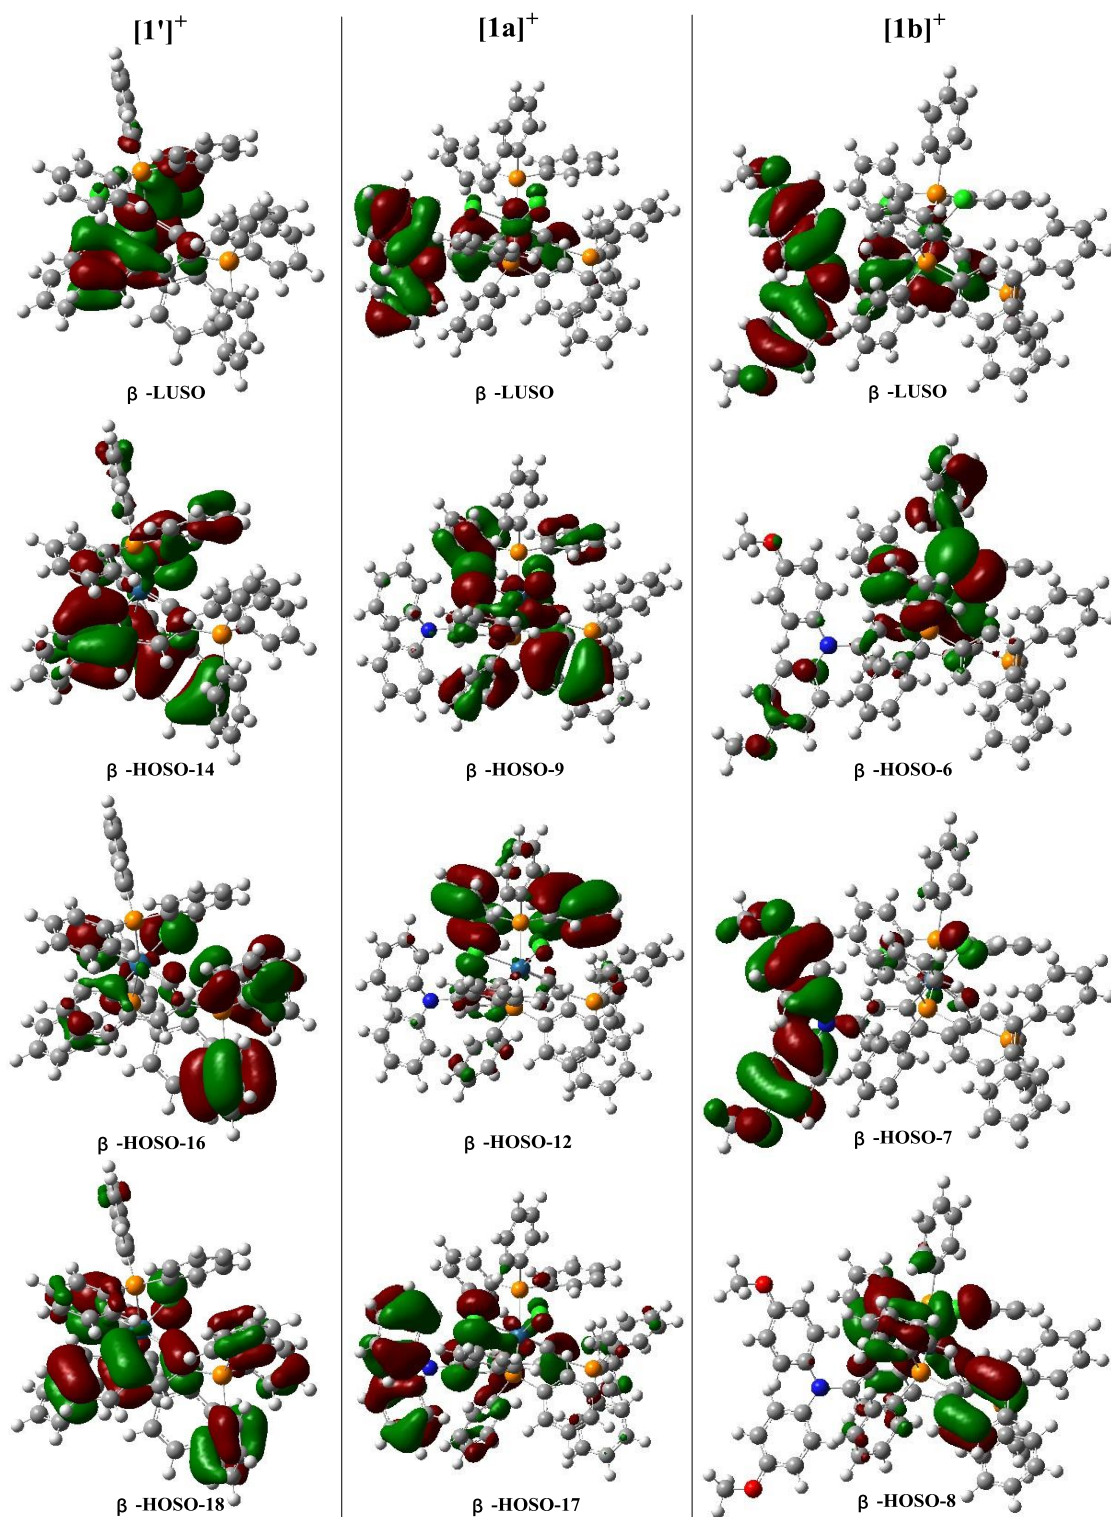 [1']⁺ [1a]⁺ [1b]⁺
β -LUSO β -LUSO β -LUSO
β -HOSO-14 β -HOSO-9 β -HOSO-6
β -HOSO-16 β -HOSO-12 β -HOSO-7
β -HOSO-18 β -HOSO-17 β -HOSO-8